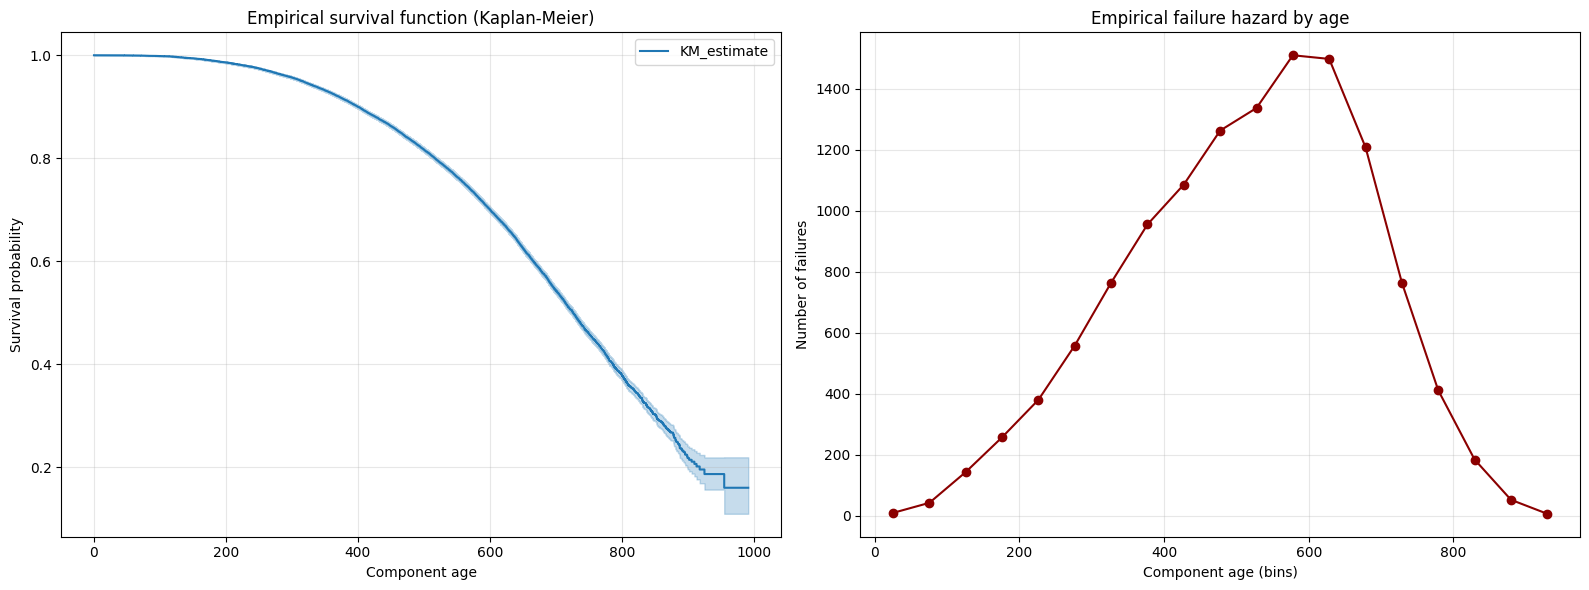 Empirical survival function (Kaplan-Meier)
KM_estimate
1.0
0.8
0.6
0.4
0.2
Survival probability
0 200 400 600 800 1000
Component age
Empirical failure hazard by age
1400
1200
1000
800
600
400
200
0
Number of failures
0 200 400 600 800
Component age (bins)